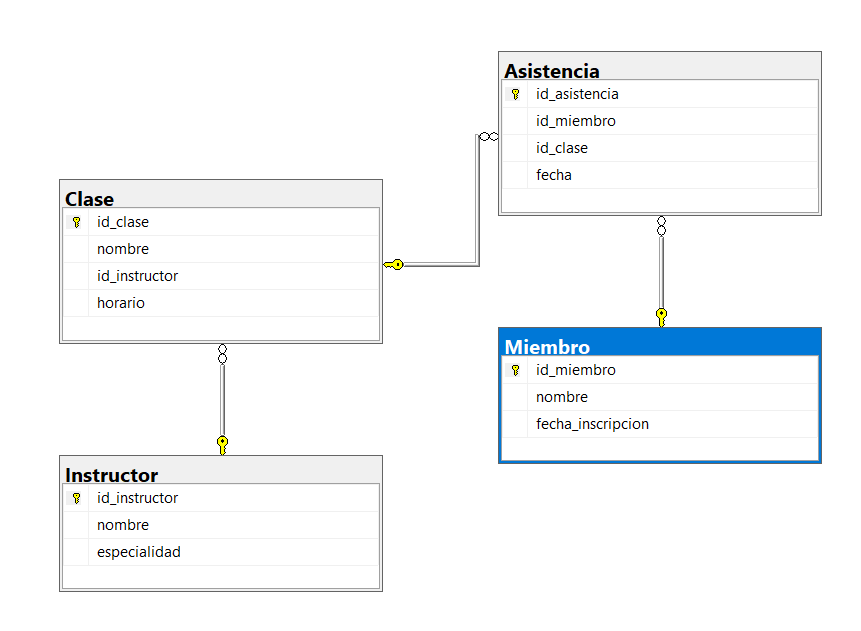 Asistencia
id_asistencia
id_miembro
id_clase
fecha
Clase
id_clase
nombre
id_instructor
horario
Miembro
id_miembro
nombre
fecha_inscripcion
Instructor
id_instructor
nombre
especialidad